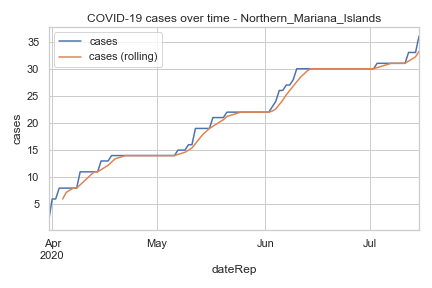 COVID-19 cases over time - Northern_Mariana_Islands
cases
cases (rolling)
cases
35
30
25
20
15
10
5
Apr
2020
May
Jun
Jul
dateRep